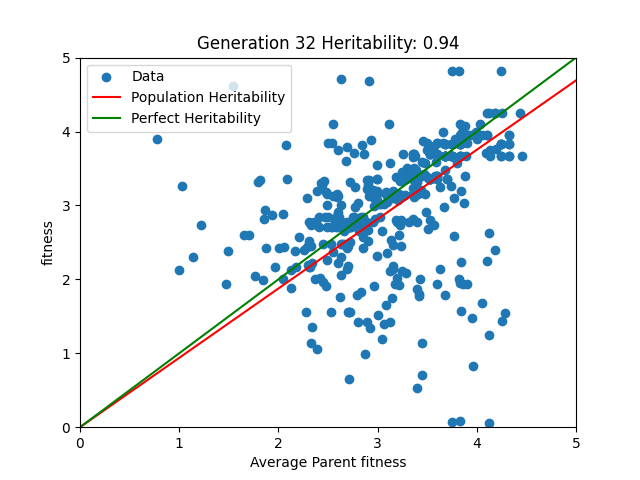 Generation 32 Heritability: 0.94
Data
Population Heritability
Perfect Heritability
5
4
3
2
1
0
fitness
0 1 2 3 4 5
Average Parent fitness